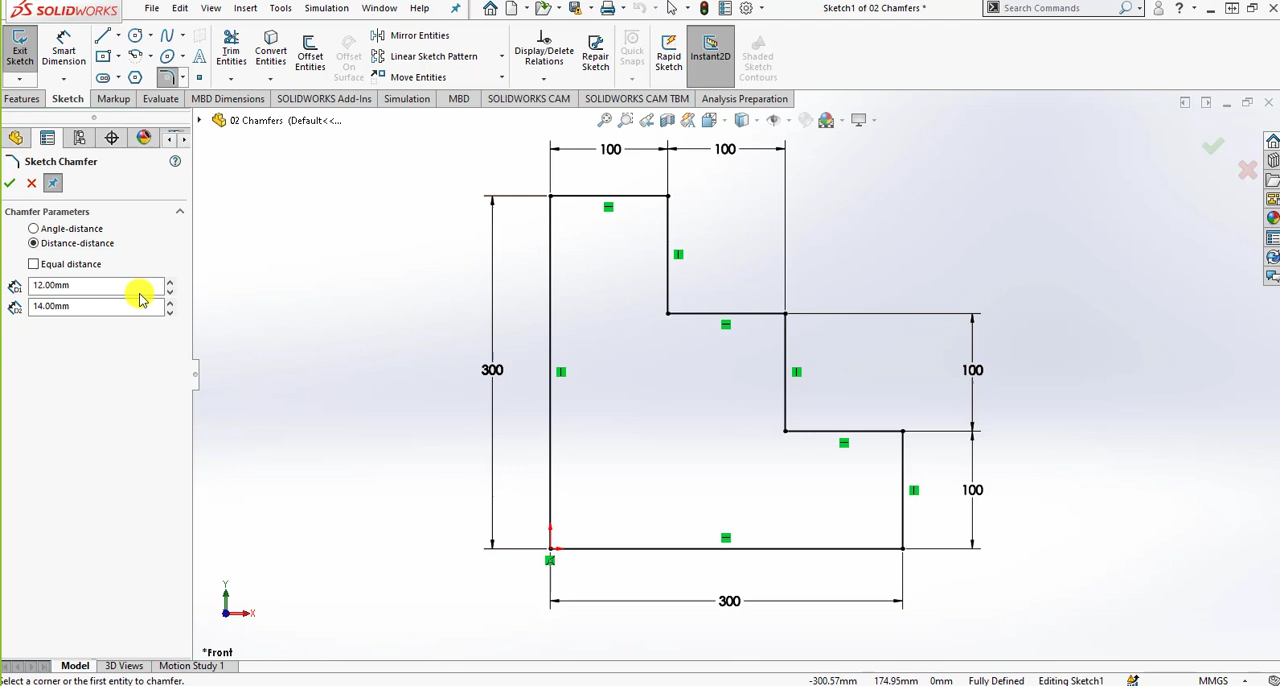 SOLIDWORKS
File Edit View Insert Tools Simulation Window Help
Sketch1 of 02 Chamfers *
Search Commands
Exit Sketch
Smart Dimension
Trim Entities
Convert Entities
Offset Entities
Offset On Surface
Mirror Entities
Linear Sketch Pattern
Move Entities
Display/Delete Relations
Repair Sketch
Quick Snaps
Rapid Sketch
Instant2D
Shaded Sketch Contours
Features Sketch Markup Evaluate MBD Dimensions SOLIDWORKS Add-Ins Simulation MBD SOLIDWORKS CAM SOLIDWORKS CAM TBM Analysis Preparation
02 Chamfers (Default<<...
Sketch Chamfer
Chamfer Parameters
Angle-distance
Distance-distance
Equal distance
D1 12.00mm
D2 14.00mm
100 100
300
100
100
300
Y
X
*Front
Model 3D Views Motion Study 1
Select a corner or the first entity to chamfer.
-300.57mm 174.95mm 0mm Fully Defined Editing Sketch1 MMGS